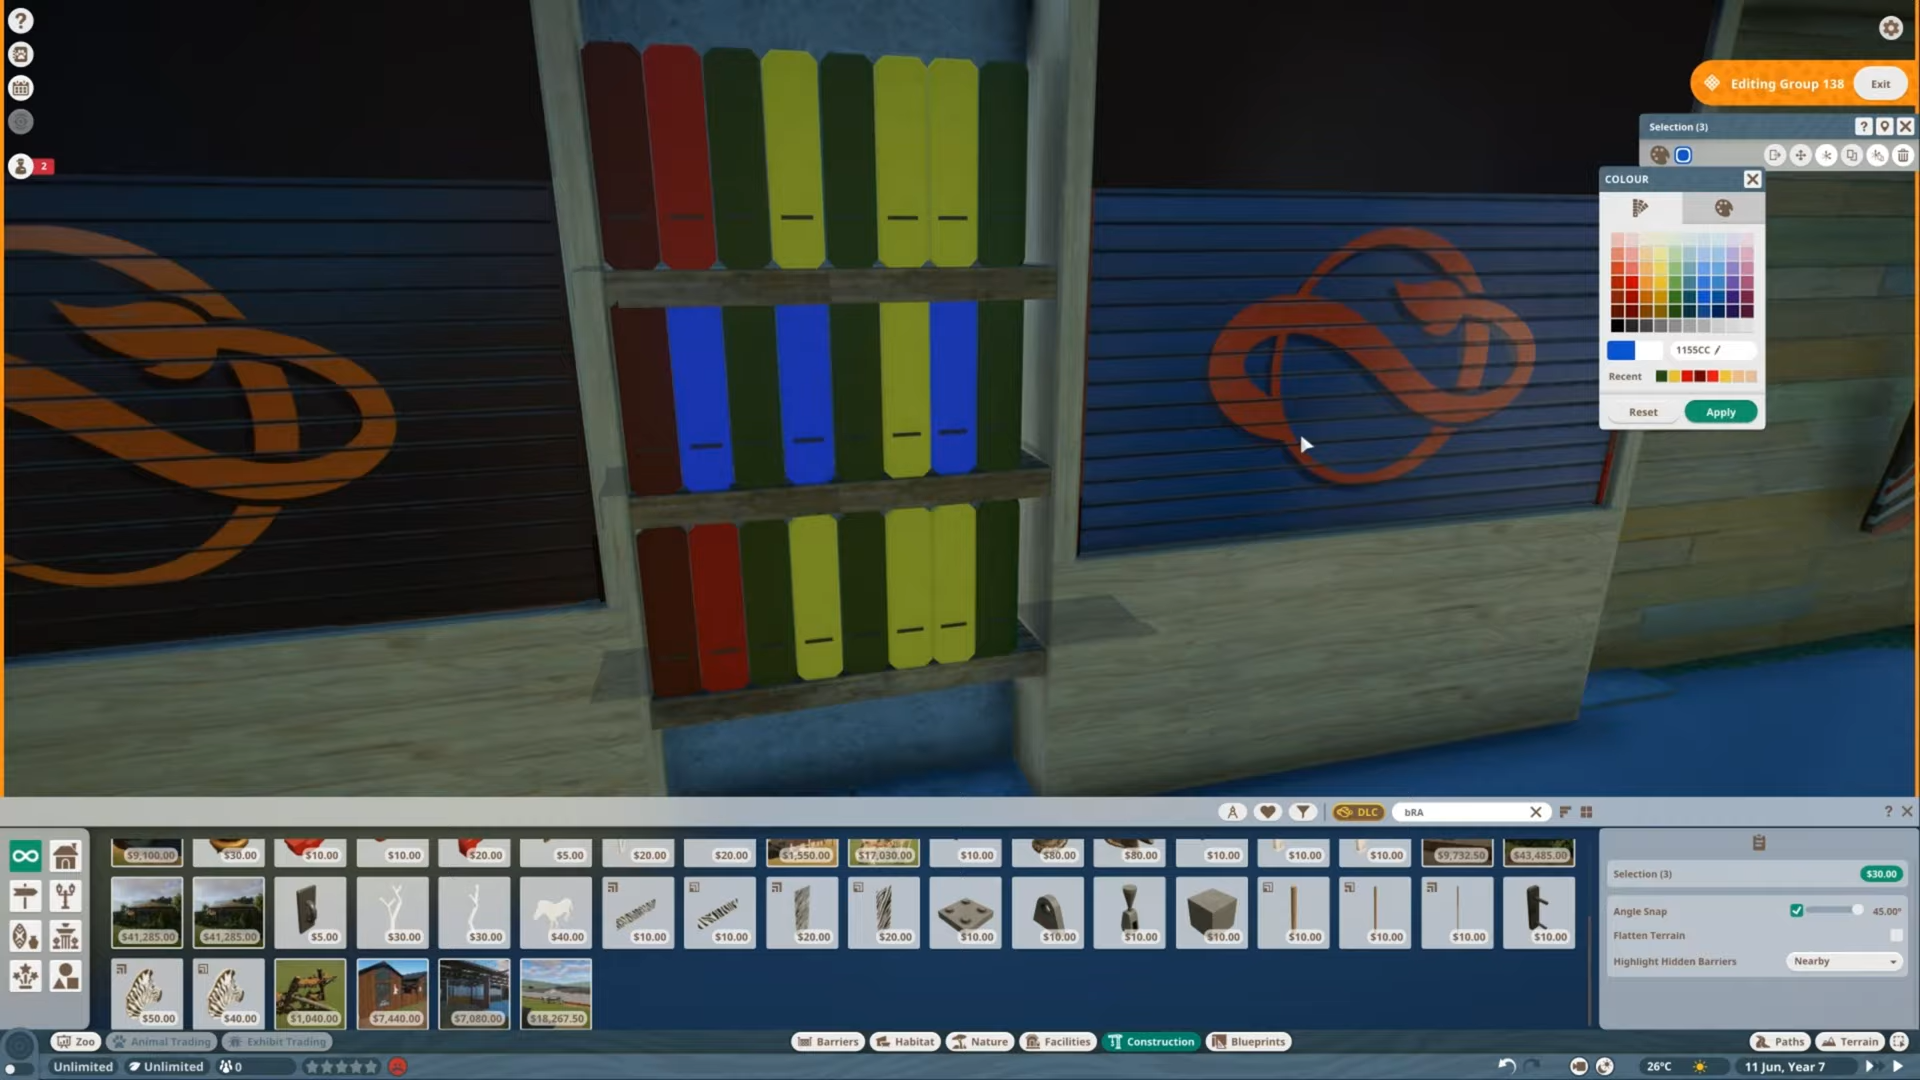 ?
Editing Group 138
Exit
2
Selection (3)
?
COLOUR
1155CC /
Recent
Reset
Apply
DLC
bRA
?
$9,100.00
$30.00
$10.00
$10.00
$20.00
$5.00
$20.00
$20.00
$1,550.00
$17,030.00
$10.00
$80.00
$80.00
$10.00
$10.00
$10.00
$9,732.50
$43,485.00
$41,285.00
$41,285.00
$5.00
$30.00
$30.00
$40.00
$10.00
$10.00
$20.00
$20.00
$10.00
$10.00
$10.00
$10.00
$10.00
$10.00
$10.00
$10.00
$50.00
$40.00
$1,040.00
$7,440.00
$7,080.00
$18,267.50
Selection (3)
$30.00
Angle Snap
45.00°
Flatten Terrain
Highlight Hidden Barriers
Nearby
Zoo
Animal Trading
Exhibit Trading
Barriers
Habitat
Nature
Facilities
Construction
Blueprints
Paths
Terrain
Unlimited
Unlimited
0
26°C
11 Jun, Year 7